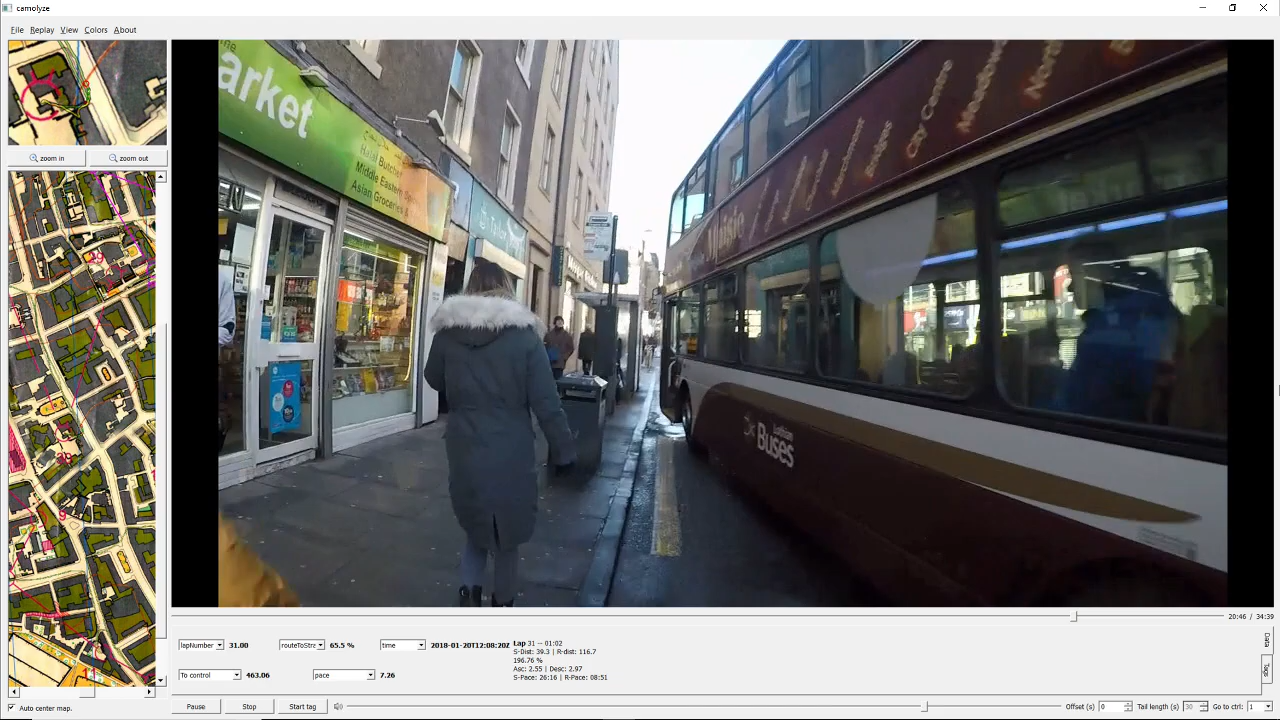 camolyze
File Replay View Colors About
zoom in zoom out
29
9
11
arket
Halal Butcher
Middle Eastern
Asian Groceries &
Buses
20:46 / 34:39
lapNumber 31.00 routeToStra 65.5 % time 2018-01-20T12:08:20Z
To control 463.06 pace 7.26
Lap 31 -- 01:02
S-Dist: 39.3 | R-dist: 116.7
196.76 %
Asc: 2.55 | Desc: 2.97
S-Pace: 26:16 | R-Pace: 08:51
Data
Tags
Pause Stop Start tag Offset (s) 0 Tail length (s) 30 Go to ctrl: 1
Auto center map.